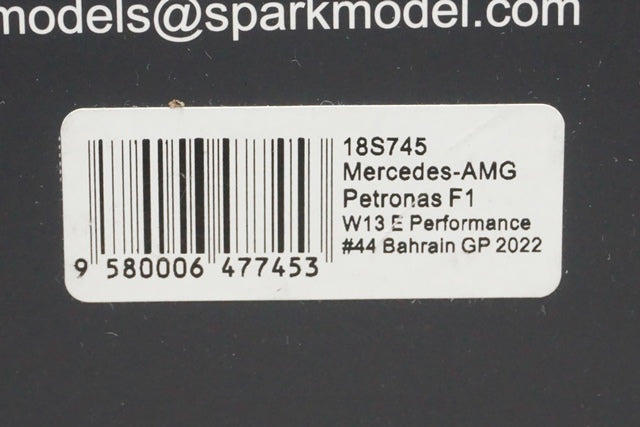 models@sparkmodel.com
18S745
Mercedes-AMG
Petronas F1
W13 E Performance
#44 Bahrain GP 2022
9 580006 477453